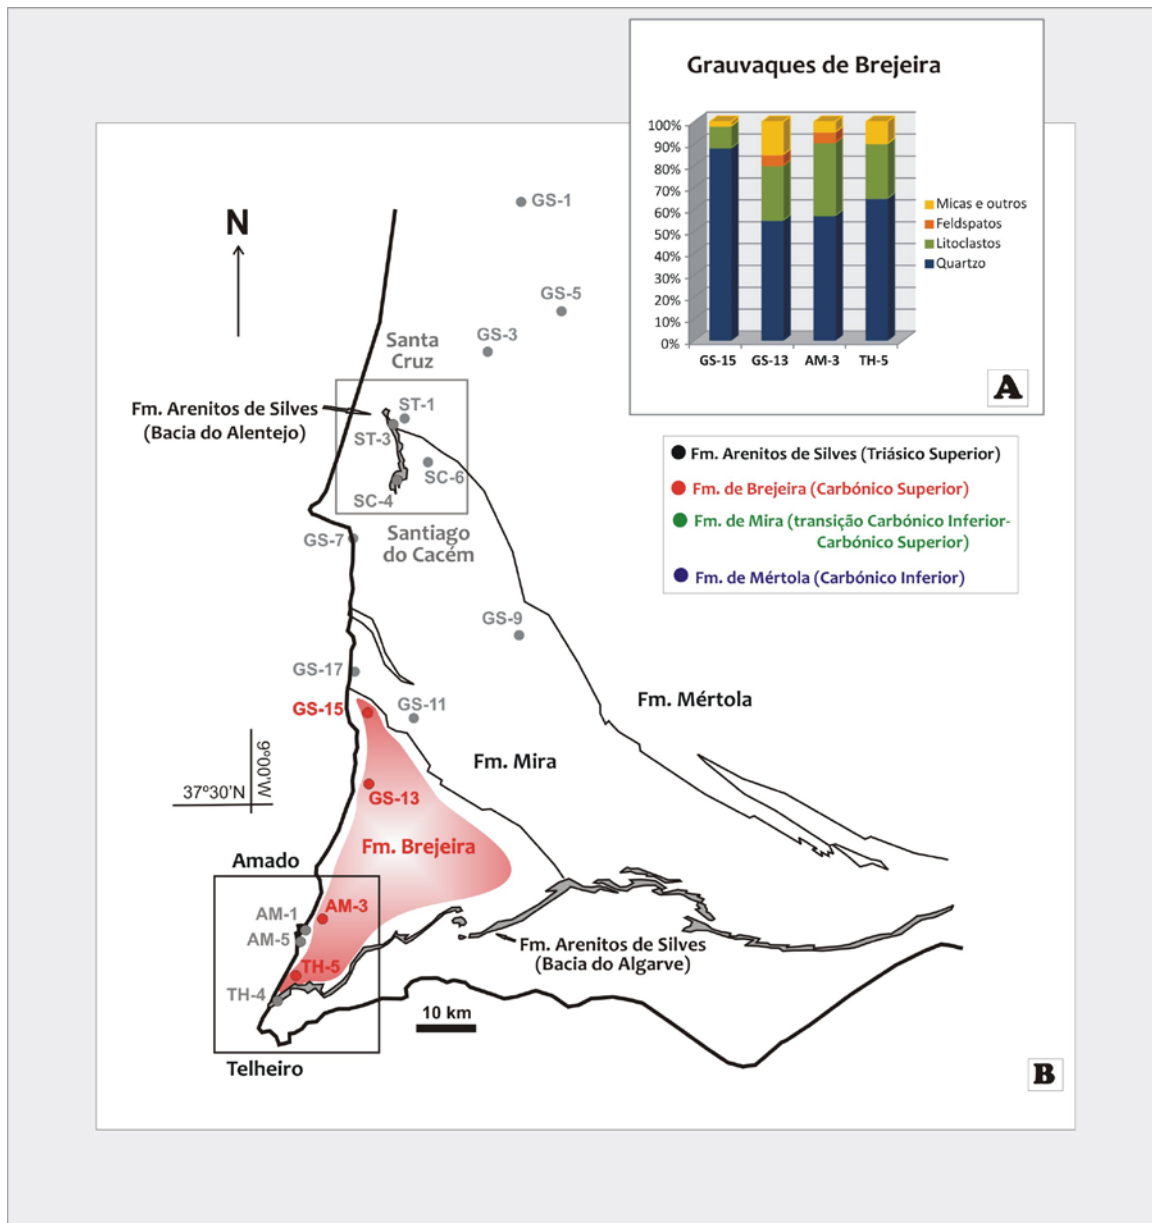 Grauvaques de Brejeira
100%
90%
80%
70%
60%
50%
40%
30%
20%
10%
0%
GS-15 GS-13 AM-3 TH-5
Micas e outros
Feldspatos
Litoclastos
Quartzo
A
N
GS-1
GS-5
GS-3
Santa
Cruz
Fm. Arenitos de Silves
(Bacia do Alentejo)
ST-1
ST-3
SC-6
SC-4
Santiago
do Cacém
GS-7
Fm. Arenitos de Silves (Triásico Superior)
Fm. de Brejeira (Carbónico Superior)
Fm. de Mira (transição Carbónico Inferior-
Carbónico Superior)
Fm. de Mértola (Carbónico Inferior)
GS-9
GS-17
GS-15
GS-11
Fm. Mértola
Fm. Mira
9º00'W
37º30'N
GS-13
Fm. Brejeira
Amado
AM-3
AM-1
AM-5
TH-5
TH-4
Fm. Arenitos de Silves
(Bacia do Algarve)
10 km
Telheiro
B